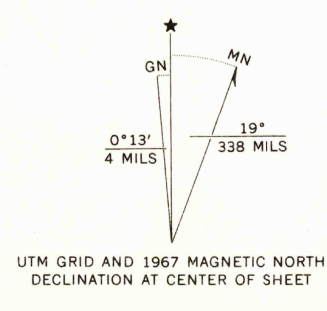 ★
GN
MN
0°13'
4 MILS
19°
338 MILS
UTM GRID AND 1967 MAGNETIC NORTH
DECLINATION AT CENTER OF SHEET